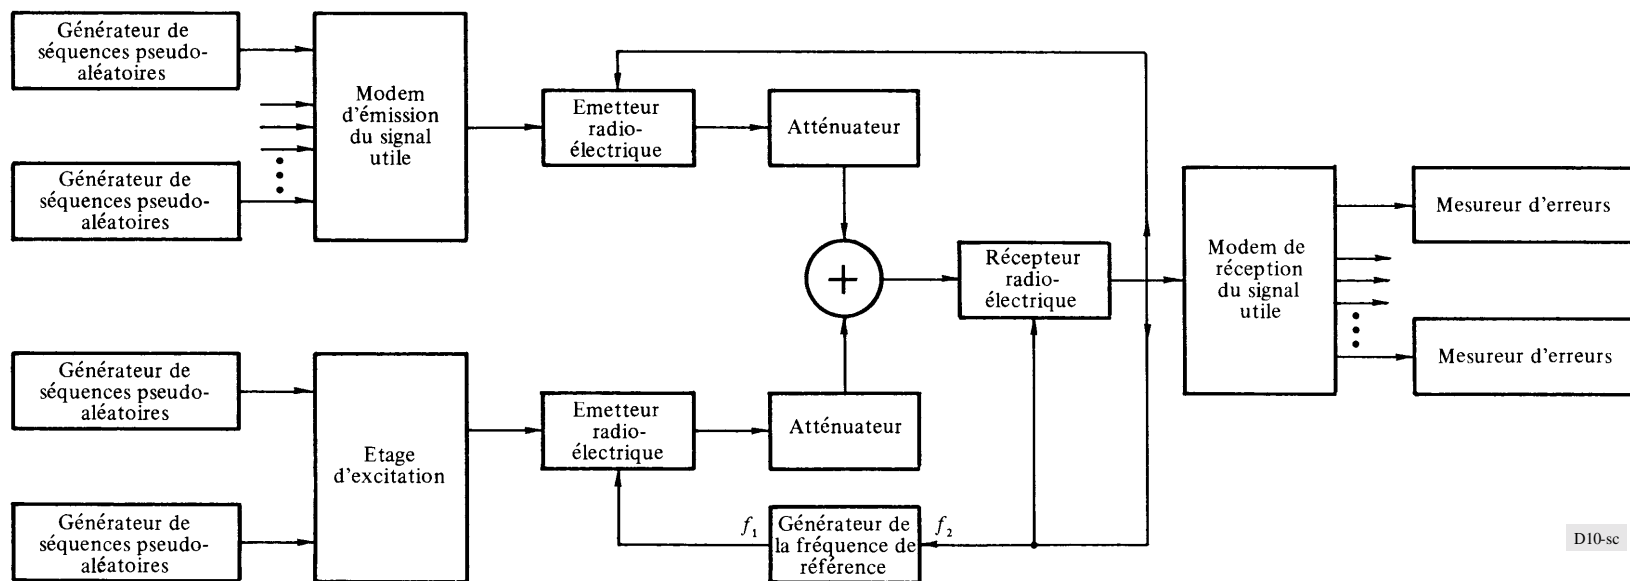 Générateur de
séquences pseudo-
aléatoires
Modem
d'émission
du signal
utile
Générateur de
séquences pseudo-
aléatoires
Emetteur
radio-
électrique
Atténuateur
Récepteur
radio-
électrique
Modem de
réception
du signal
utile
Mesureur d'erreurs
Mesureur d'erreurs
Générateur de
séquences pseudo-
aléatoires
Etage
d'excitation
Générateur de
séquences pseudo-
aléatoires
Emetteur
radio-
électrique
Atténuateur
f1
Générateur de
la fréquence de
référence
f2
D10-sc